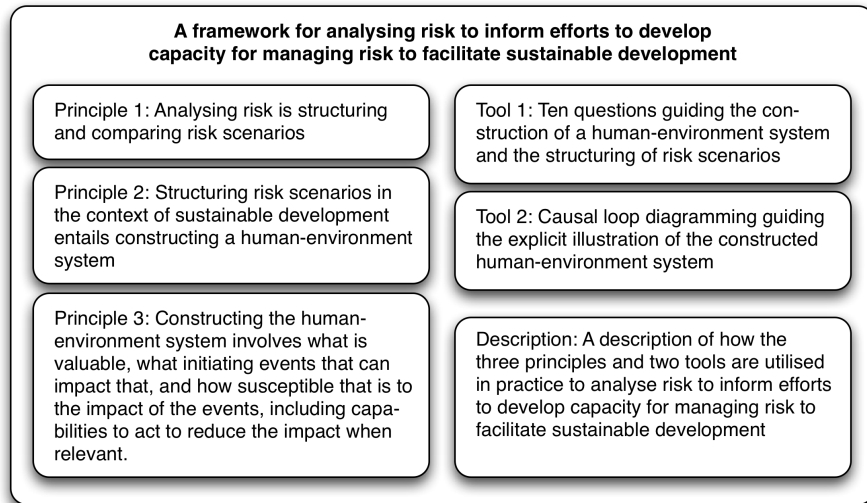 A framework for analysing risk to inform efforts to develop
capacity for managing risk to facilitate sustainable development
Principle 1: Analysing risk is structuring
and comparing risk scenarios
Principle 2: Structuring risk scenarios in
the context of sustainable development
entails constructing a human-environment
system
Principle 3: Constructing the human-
environment system involves what is
valuable, what initiating events that can
impact that, and how susceptible that is to
the impact of the events, including capa-
bilities to act to reduce the impact when
relevant.
Tool 1: Ten questions guiding the con-
struction of a human-environment system
and the structuring of risk scenarios
Tool 2: Causal loop diagramming guiding
the explicit illustration of the constructed
human-environment system
Description: A description of how the
three principles and two tools are utilised
in practice to analyse risk to inform efforts
to develop capacity for managing risk to
facilitate sustainable development